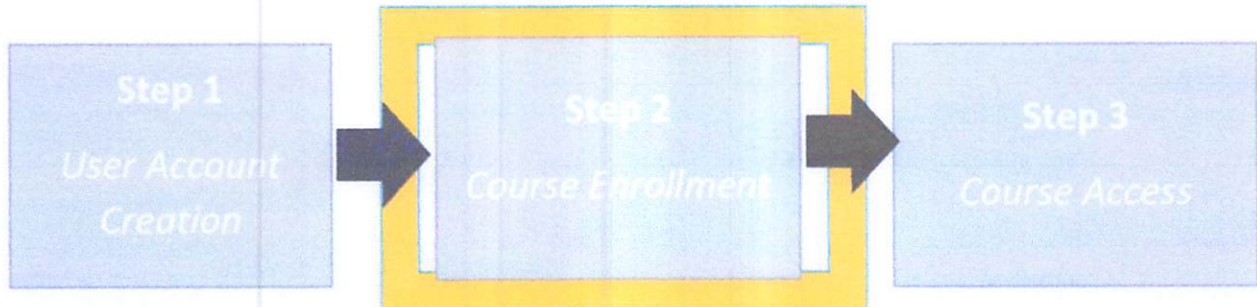 Step 1
User Account
Creation
Step 2
Course Enrollment
Step 3
Course Access